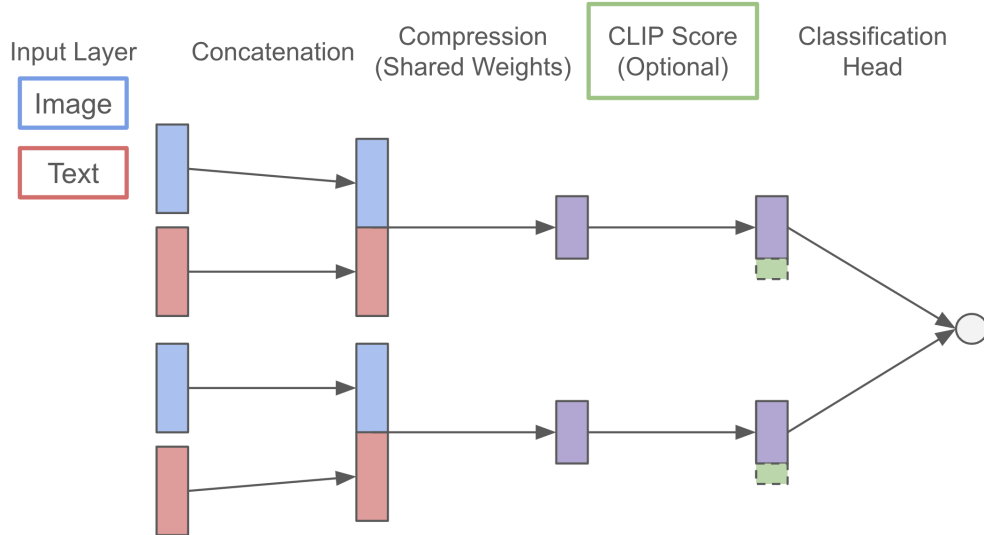 Input Layer
Image
Text
Concatenation
Compression
(Shared Weights)
CLIP Score
(Optional)
Classification
Head